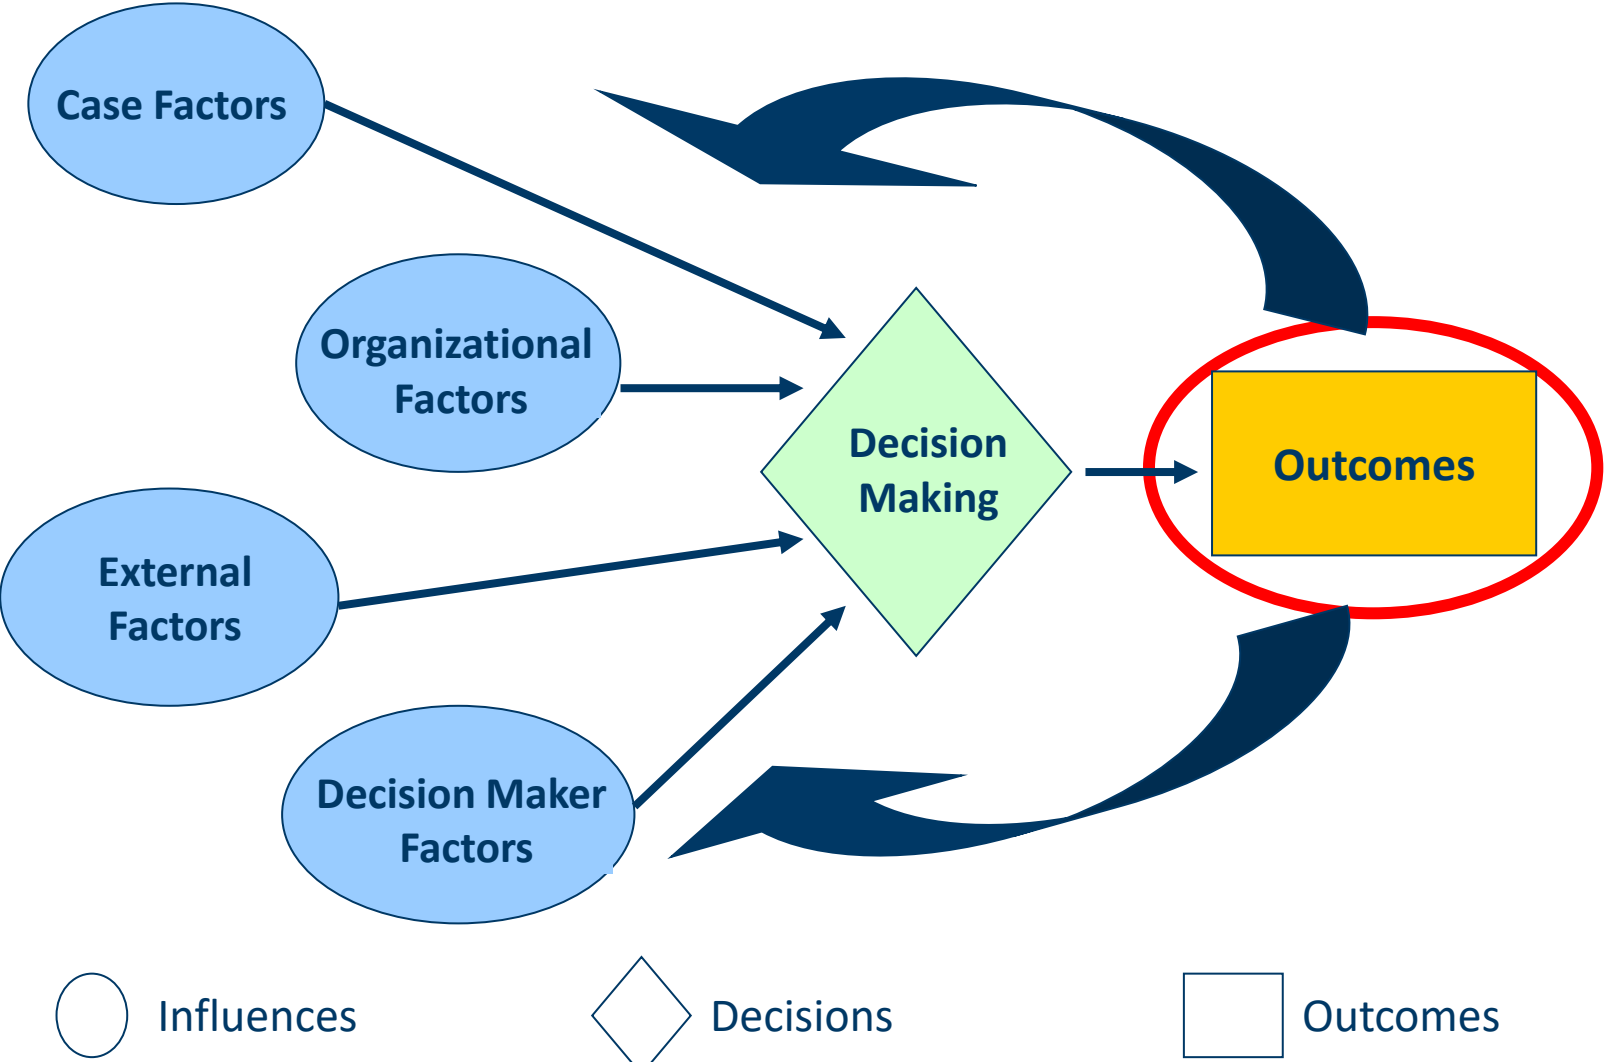 Case Factors
Organizational
Factors
External
Factors
Decision Maker
Factors
Decision
Making
Outcomes
Influences
Decisions
Outcomes